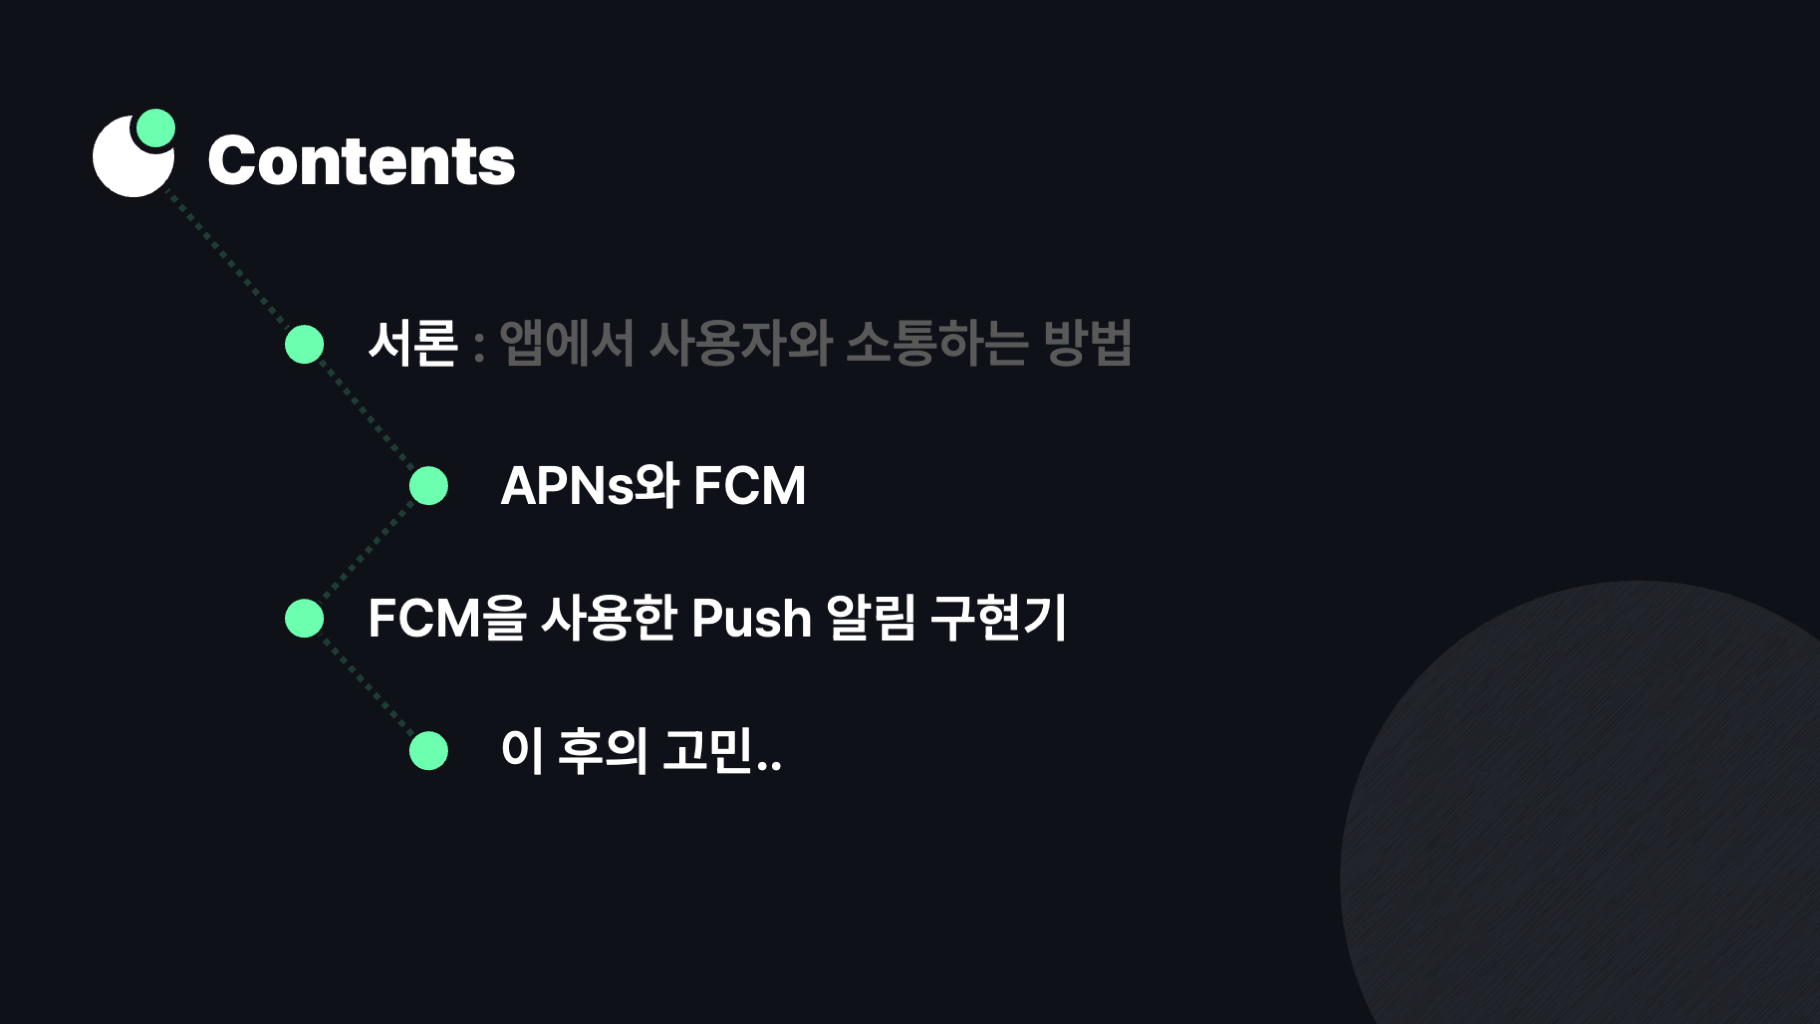 Contents
서론 : 앱에서 사용자와 소통하는 방법
APNs와 FCM
FCM을 사용한 Push 알림 구현기
이 후의 고민..